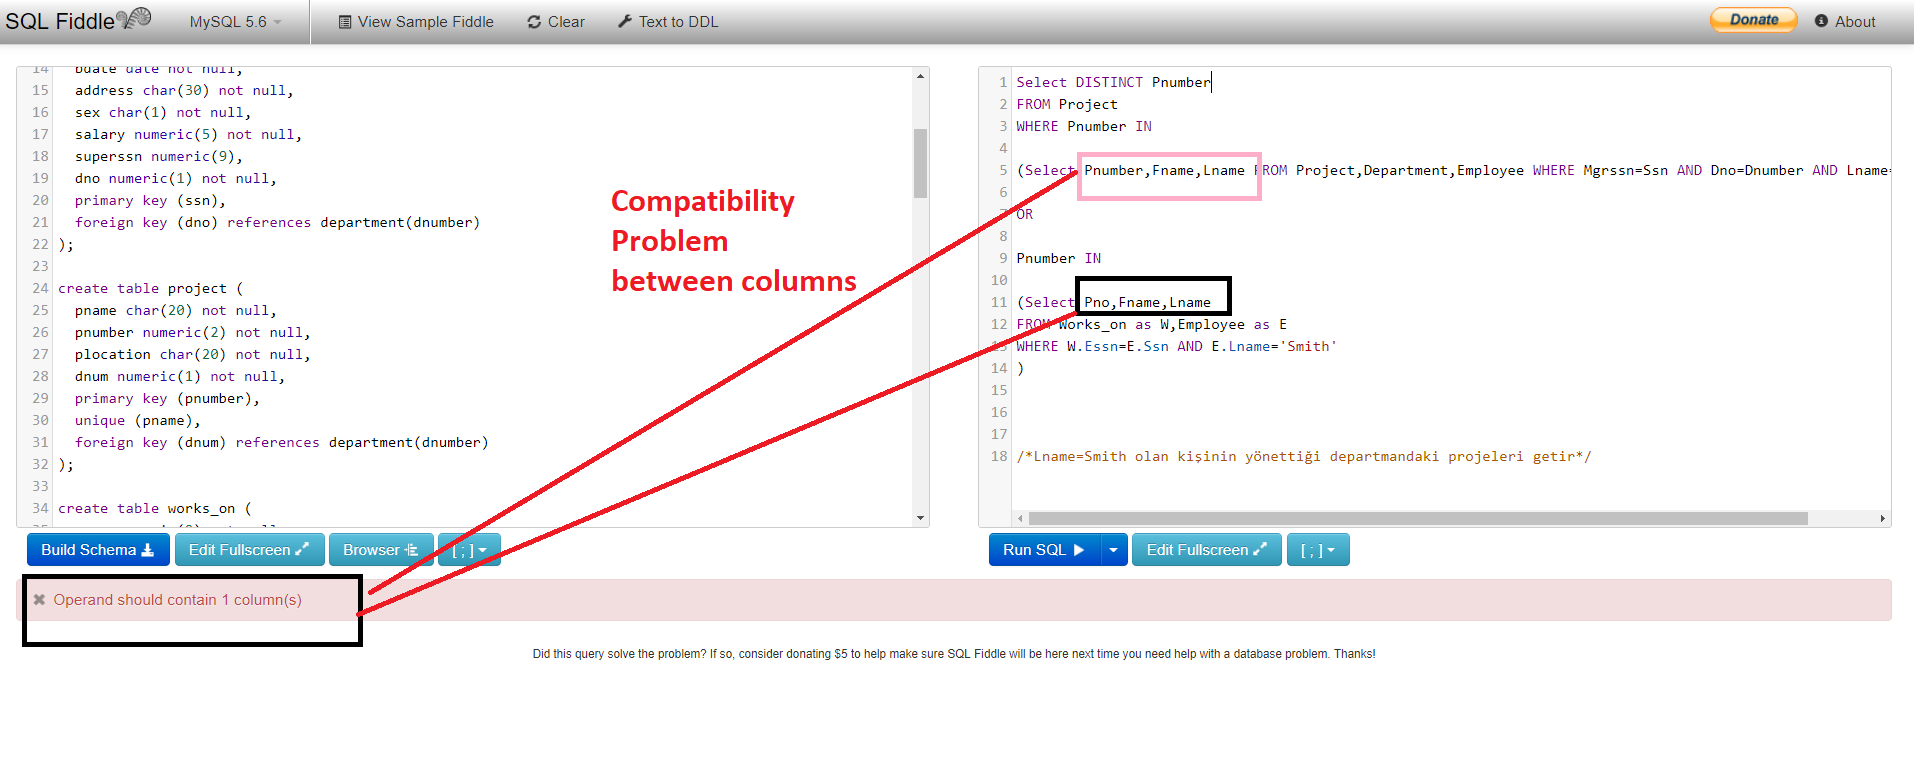 SQL Fiddle
MySQL 5.6
View Sample Fiddle
Clear
Text to DDL
Donate
About
14 bdate date not null,
15 address char(30) not null,
16 sex char(1) not null,
17 salary numeric(5) not null,
18 superssn numeric(9),
19 dno numeric(1) not null,
20 primary key (ssn),
21 foreign key (dno) references department(dnumber)
22 );
23
24 create table project (
25 pname char(20) not null,
26 pnumber numeric(2) not null,
27 plocation char(20) not null,
28 dnum numeric(1) not null,
29 primary key (pnumber),
30 unique (pname),
31 foreign key (dnum) references department(dnumber)
32 );
33
34 create table works_on (
Compatibility
Problem
between columns
1 Select DISTINCT Pnumber
2 FROM Project
3 WHERE Pnumber IN
4
5 (Select Pnumber,Fname,Lname FROM Project,Department,Employee WHERE Mgrssn=Ssn AND Dno=Dnumber AND Lname=
6
7 OR
8
9 Pnumber IN
10
11 (Select Pno,Fname,Lname
12 FROM Works_on as W,Employee as E
13 WHERE W.Essn=E.Ssn AND E.Lname='Smith'
14 )
15
16
17
18 /*Lname=Smith olan kişinin yönettiği departmandaki projeleri getir*/
Build Schema
Edit Fullscreen
Browser
[ ; ]
Run SQL
Edit Fullscreen
[ ; ]
✖ Operand should contain 1 column(s)
Did this query solve the problem? If so, consider donating $5 to help make sure SQL Fiddle will be here next time you need help with a database problem. Thanks!